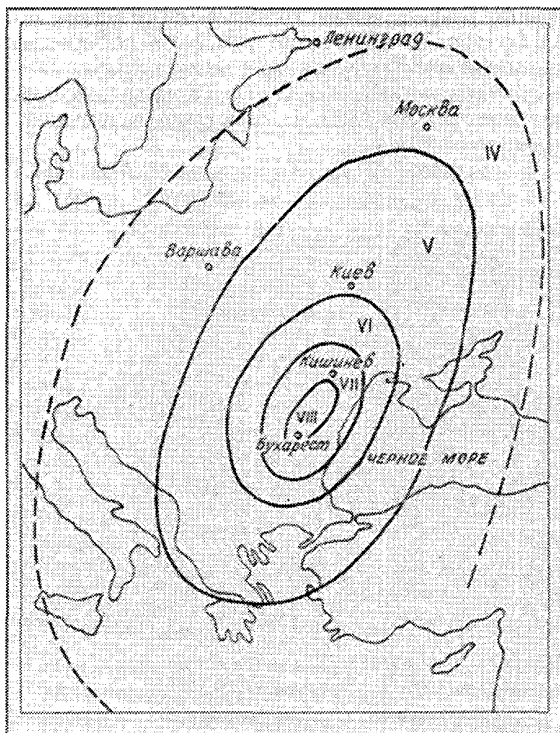 Ленинград
Москва
IV
V
Варшава
Киев
VI
Кишинев
VII
VIII
Бухарест
ЧЕРНОЕ МОРЕ